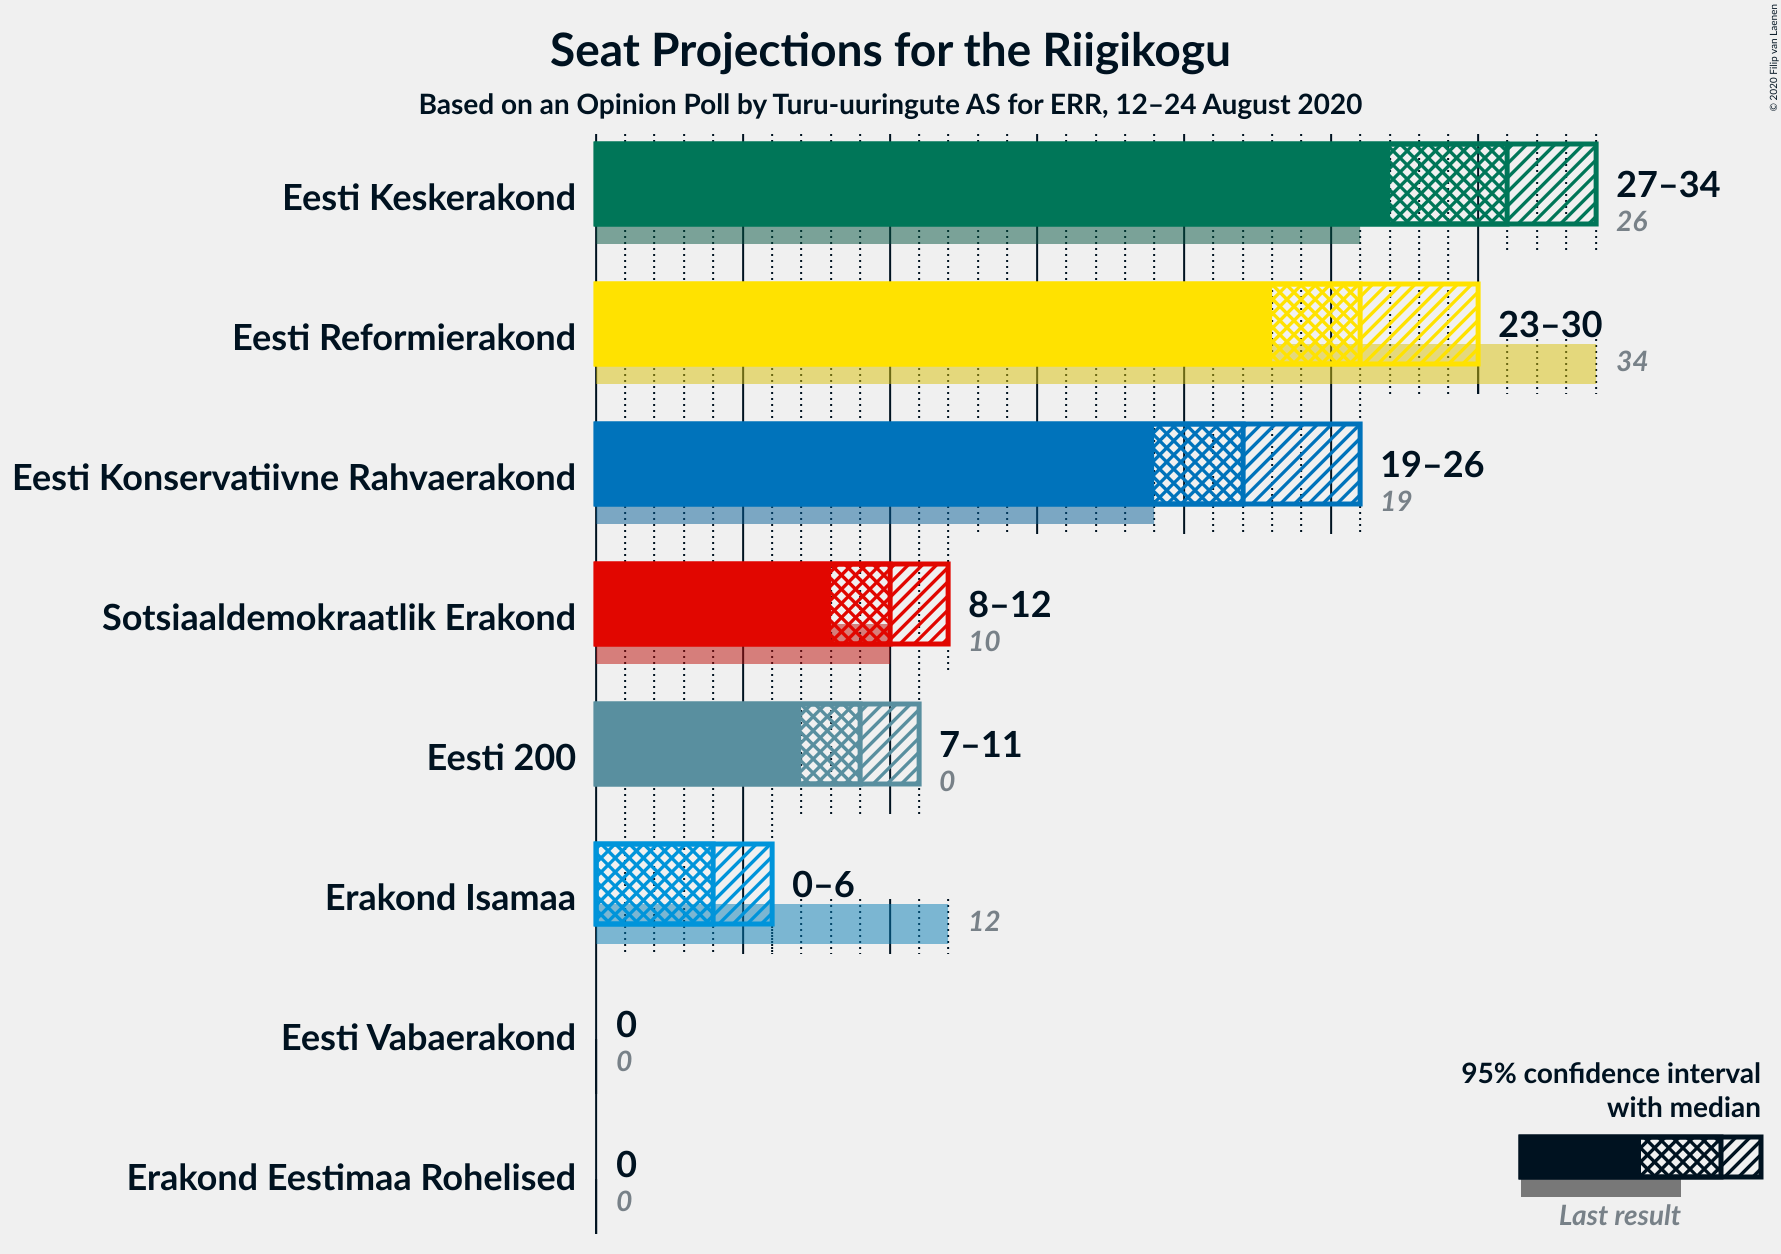 Seat Projections for the Riigikogu
Based on an Opinion Poll by Turu-uuringute AS for ERR, 12–24 August 2020
© 2020 Filip van Laenen
Eesti Keskerakond
27–34
26
Eesti Reformierakond
23–30
34
Eesti Konservatiivne Rahvaerakond
19–26
19
Sotsiaaldemokraatlik Erakond
8–12
10
Eesti 200
7–11
0
Erakond Isamaa
0–6
12
Eesti Vabaerakond
0
0
Erakond Eestimaa Rohelised
0
0
95% confidence interval
with median
Last result